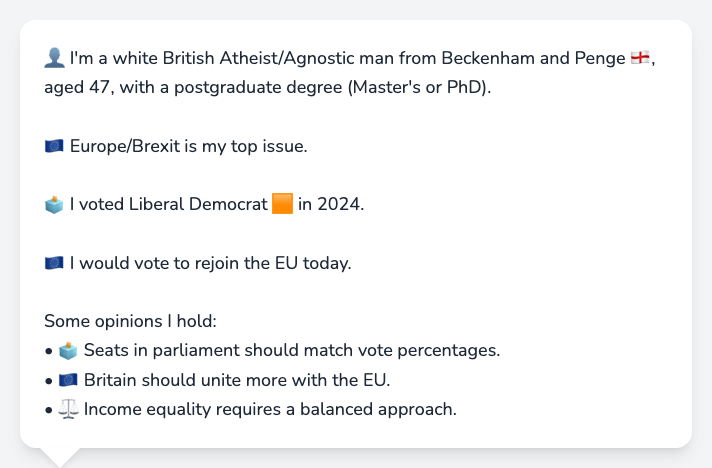 👤 I'm a white British Atheist/Agnostic man from Beckenham and Penge 🏴󠁧󠁢󠁥󠁮󠁧󠁿,
aged 47, with a postgraduate degree (Master's or PhD).
🇪🇺 Europe/Brexit is my top issue.
🗳️ I voted Liberal Democrat 🟧 in 2024.
🇪🇺 I would vote to rejoin the EU today.
Some opinions I hold:
• 🗳️ Seats in parliament should match vote percentages.
• 🇪🇺 Britain should unite more with the EU.
• ⚖️ Income equality requires a balanced approach.